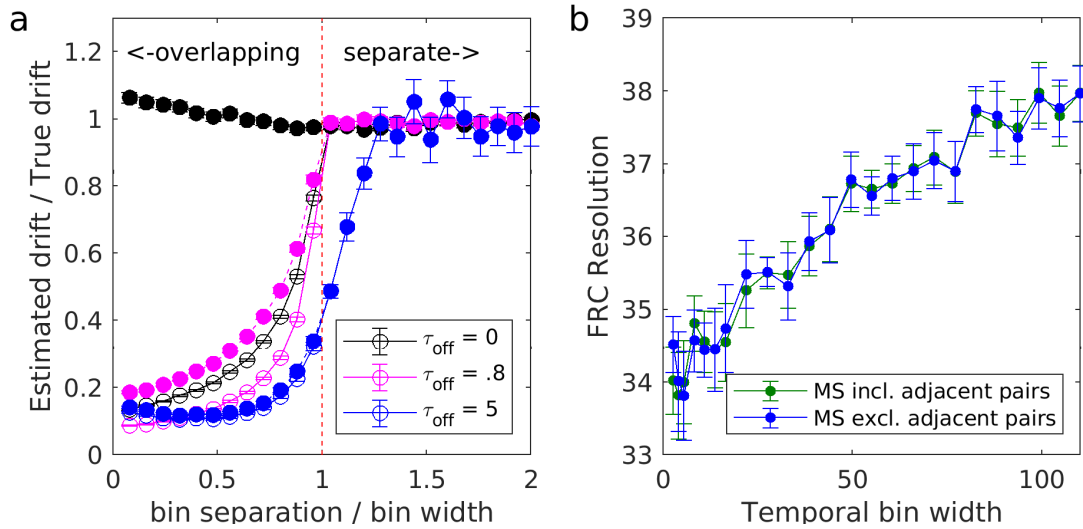 a
<-overlapping
separate->
Estimated drift / True drift
1.2
1
0.8
0.6
0.4
0.2
0
τoff = 0
τoff = .8
τoff = 5
0
0.5
1
1.5
2
bin separation / bin width
b
FRC Resolution
39
38
37
36
35
34
33
MS incl. adjacent pairs
MS excl. adjacent pairs
0
50
100
Temporal bin width